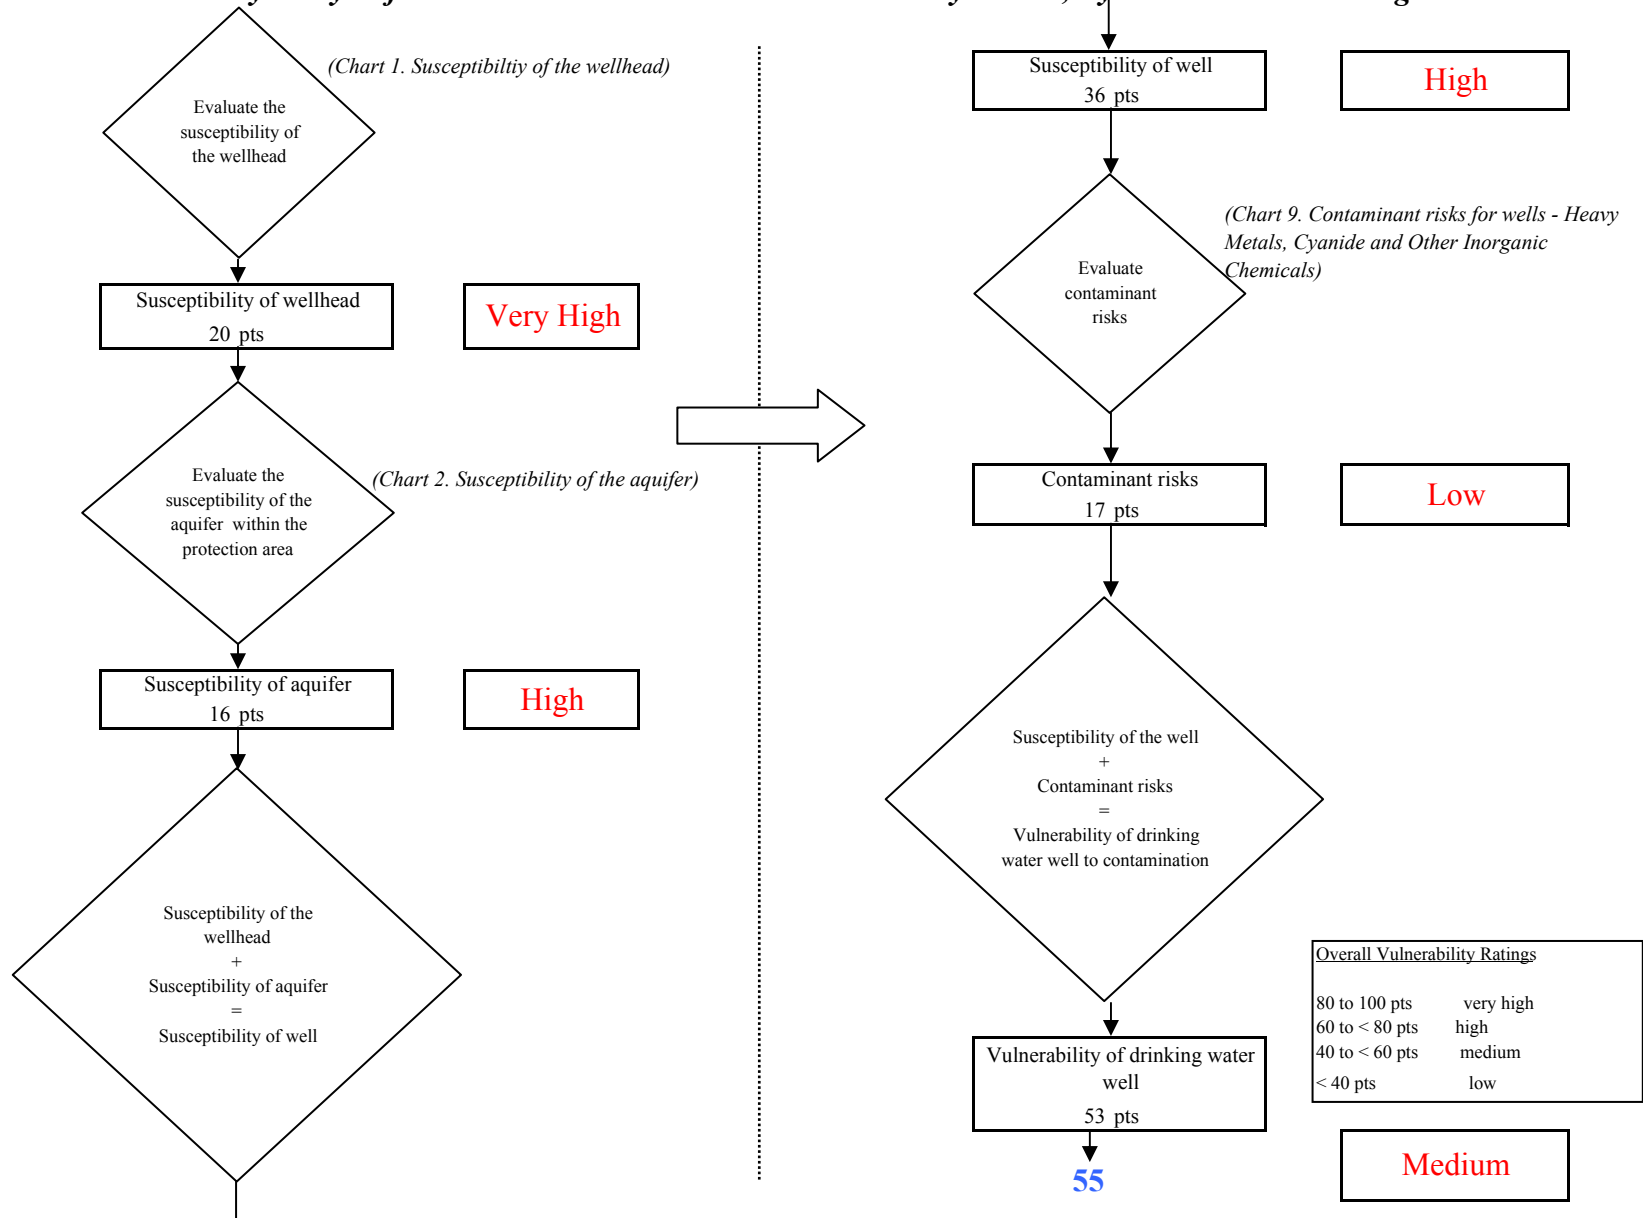 (Chart 1. Susceptibiltiy of the wellhead)
Evaluate the
susceptibility of
the wellhead
Susceptibility of wellhead
20 pts
Very High
Evaluate the
susceptibility of the
aquifer within the
protection area
(Chart 2. Susceptibility of the aquifer)
Susceptibility of aquifer
16 pts
High
Susceptibility of the
wellhead
+
Susceptibility of aquifer
=
Susceptibility of well
Susceptibility of well
36 pts
High
(Chart 9. Contaminant risks for wells - Heavy
Metals, Cyanide and Other Inorganic
Chemicals)
Evaluate
contaminant
risks
Contaminant risks
17 pts
Low
Susceptibility of the well
+
Contaminant risks
=
Vulnerability of drinking
water well to contamination
Overall Vulnerability Ratings
80 to 100 pts very high
60 to < 80 pts high
40 to < 60 pts medium
< 40 pts low
Vulnerability of drinking water
well
53 pts
55
Medium